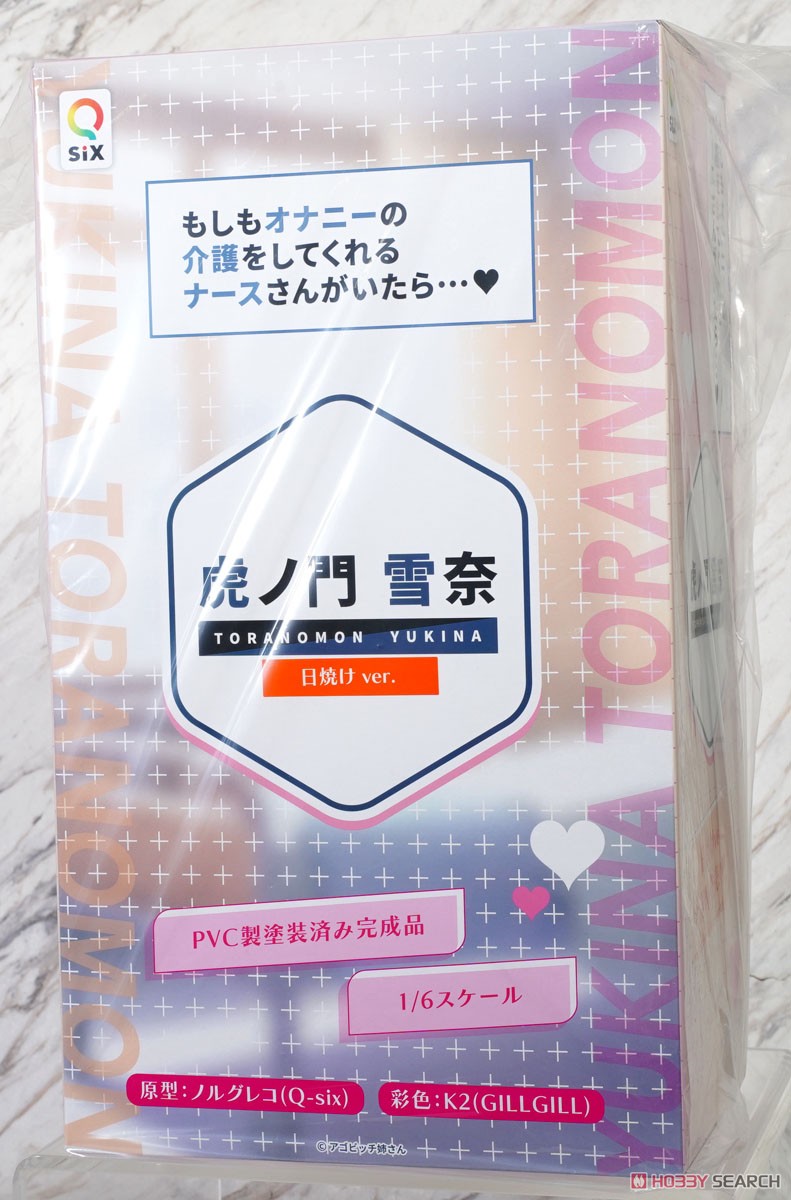 Q
siX
もしもオナニーの
介護をしてくれる
ナースさんがいたら…♥
YUKINA TORANOMON
YUKINA TORANOMON
虎ノ門 雪奈
TORANOMON YUKINA
日焼け ver.
PVC製塗装済み完成品
1/6スケール
原型:ノルグレコ(Q-six)
彩色:K2(GILLGILL)
©アゴビッチ姉さん
HOBBY SEARCH